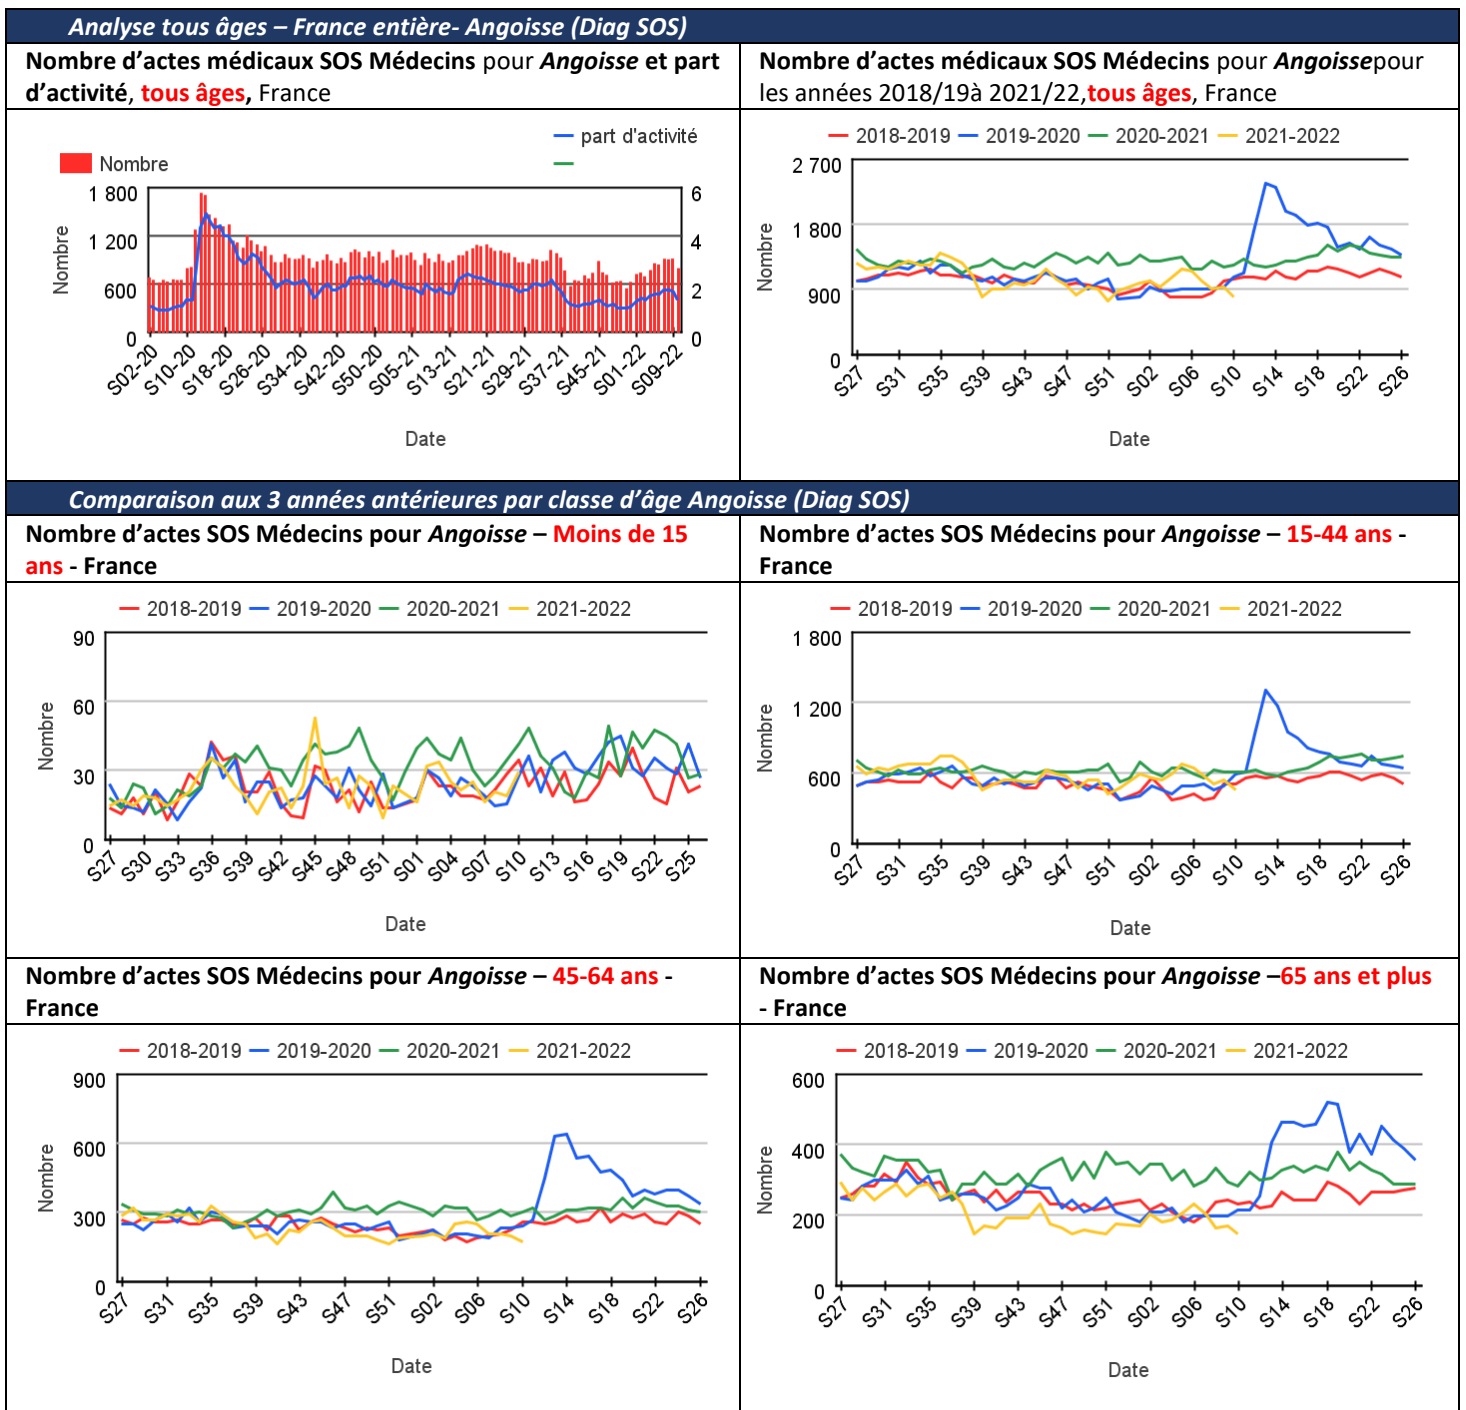 Analyse tous âges – France entière- Angoisse (Diag SOS)
Nombre d'actes médicaux SOS Médecins pour Angoisse et part
d'activité, tous âges, France
part d'activité
Nombre
1 800
1 200
600
0
6
4
2
0
Nombre
S02-20
S10-20
S18-20
S26-20
S34-20
S42-20
S50-20
S05-21
S13-21
S21-21
S29-21
S37-21
S45-21
S01-22
S09-22
Date
Nombre d'actes médicaux SOS Médecins pour Angoissepour
les années 2018/19à 2021/22,tous âges, France
2018-2019 2019-2020 2020-2021 2021-2022
2 700
1 800
900
0
Nombre
S27
S31
S35
S39
S43
S47
S51
S02
S06
S10
S14
S18
S22
S26
Date
Comparaison aux 3 années antérieures par classe d'âge Angoisse (Diag SOS)
Nombre d'actes SOS Médecins pour Angoisse – Moins de 15
ans - France
2018-2019 2019-2020 2020-2021 2021-2022
90
60
30
0
Nombre
S27
S30
S33
S36
S39
S42
S45
S48
S51
S01
S04
S07
S10
S13
S16
S19
S22
S25
Date
Nombre d'actes SOS Médecins pour Angoisse – 15-44 ans -
France
2018-2019 2019-2020 2020-2021 2021-2022
1 800
1 200
600
0
Nombre
S27
S31
S35
S39
S43
S47
S51
S02
S06
S10
S14
S18
S22
S26
Date
Nombre d'actes SOS Médecins pour Angoisse – 45-64 ans -
France
2018-2019 2019-2020 2020-2021 2021-2022
900
600
300
0
Nombre
S27
S31
S35
S39
S43
S47
S51
S02
S06
S10
S14
S18
S22
S26
Date
Nombre d'actes SOS Médecins pour Angoisse –65 ans et plus
- France
2018-2019 2019-2020 2020-2021 2021-2022
600
400
200
0
Nombre
S27
S31
S35
S39
S43
S47
S51
S02
S06
S10
S14
S18
S22
S26
Date